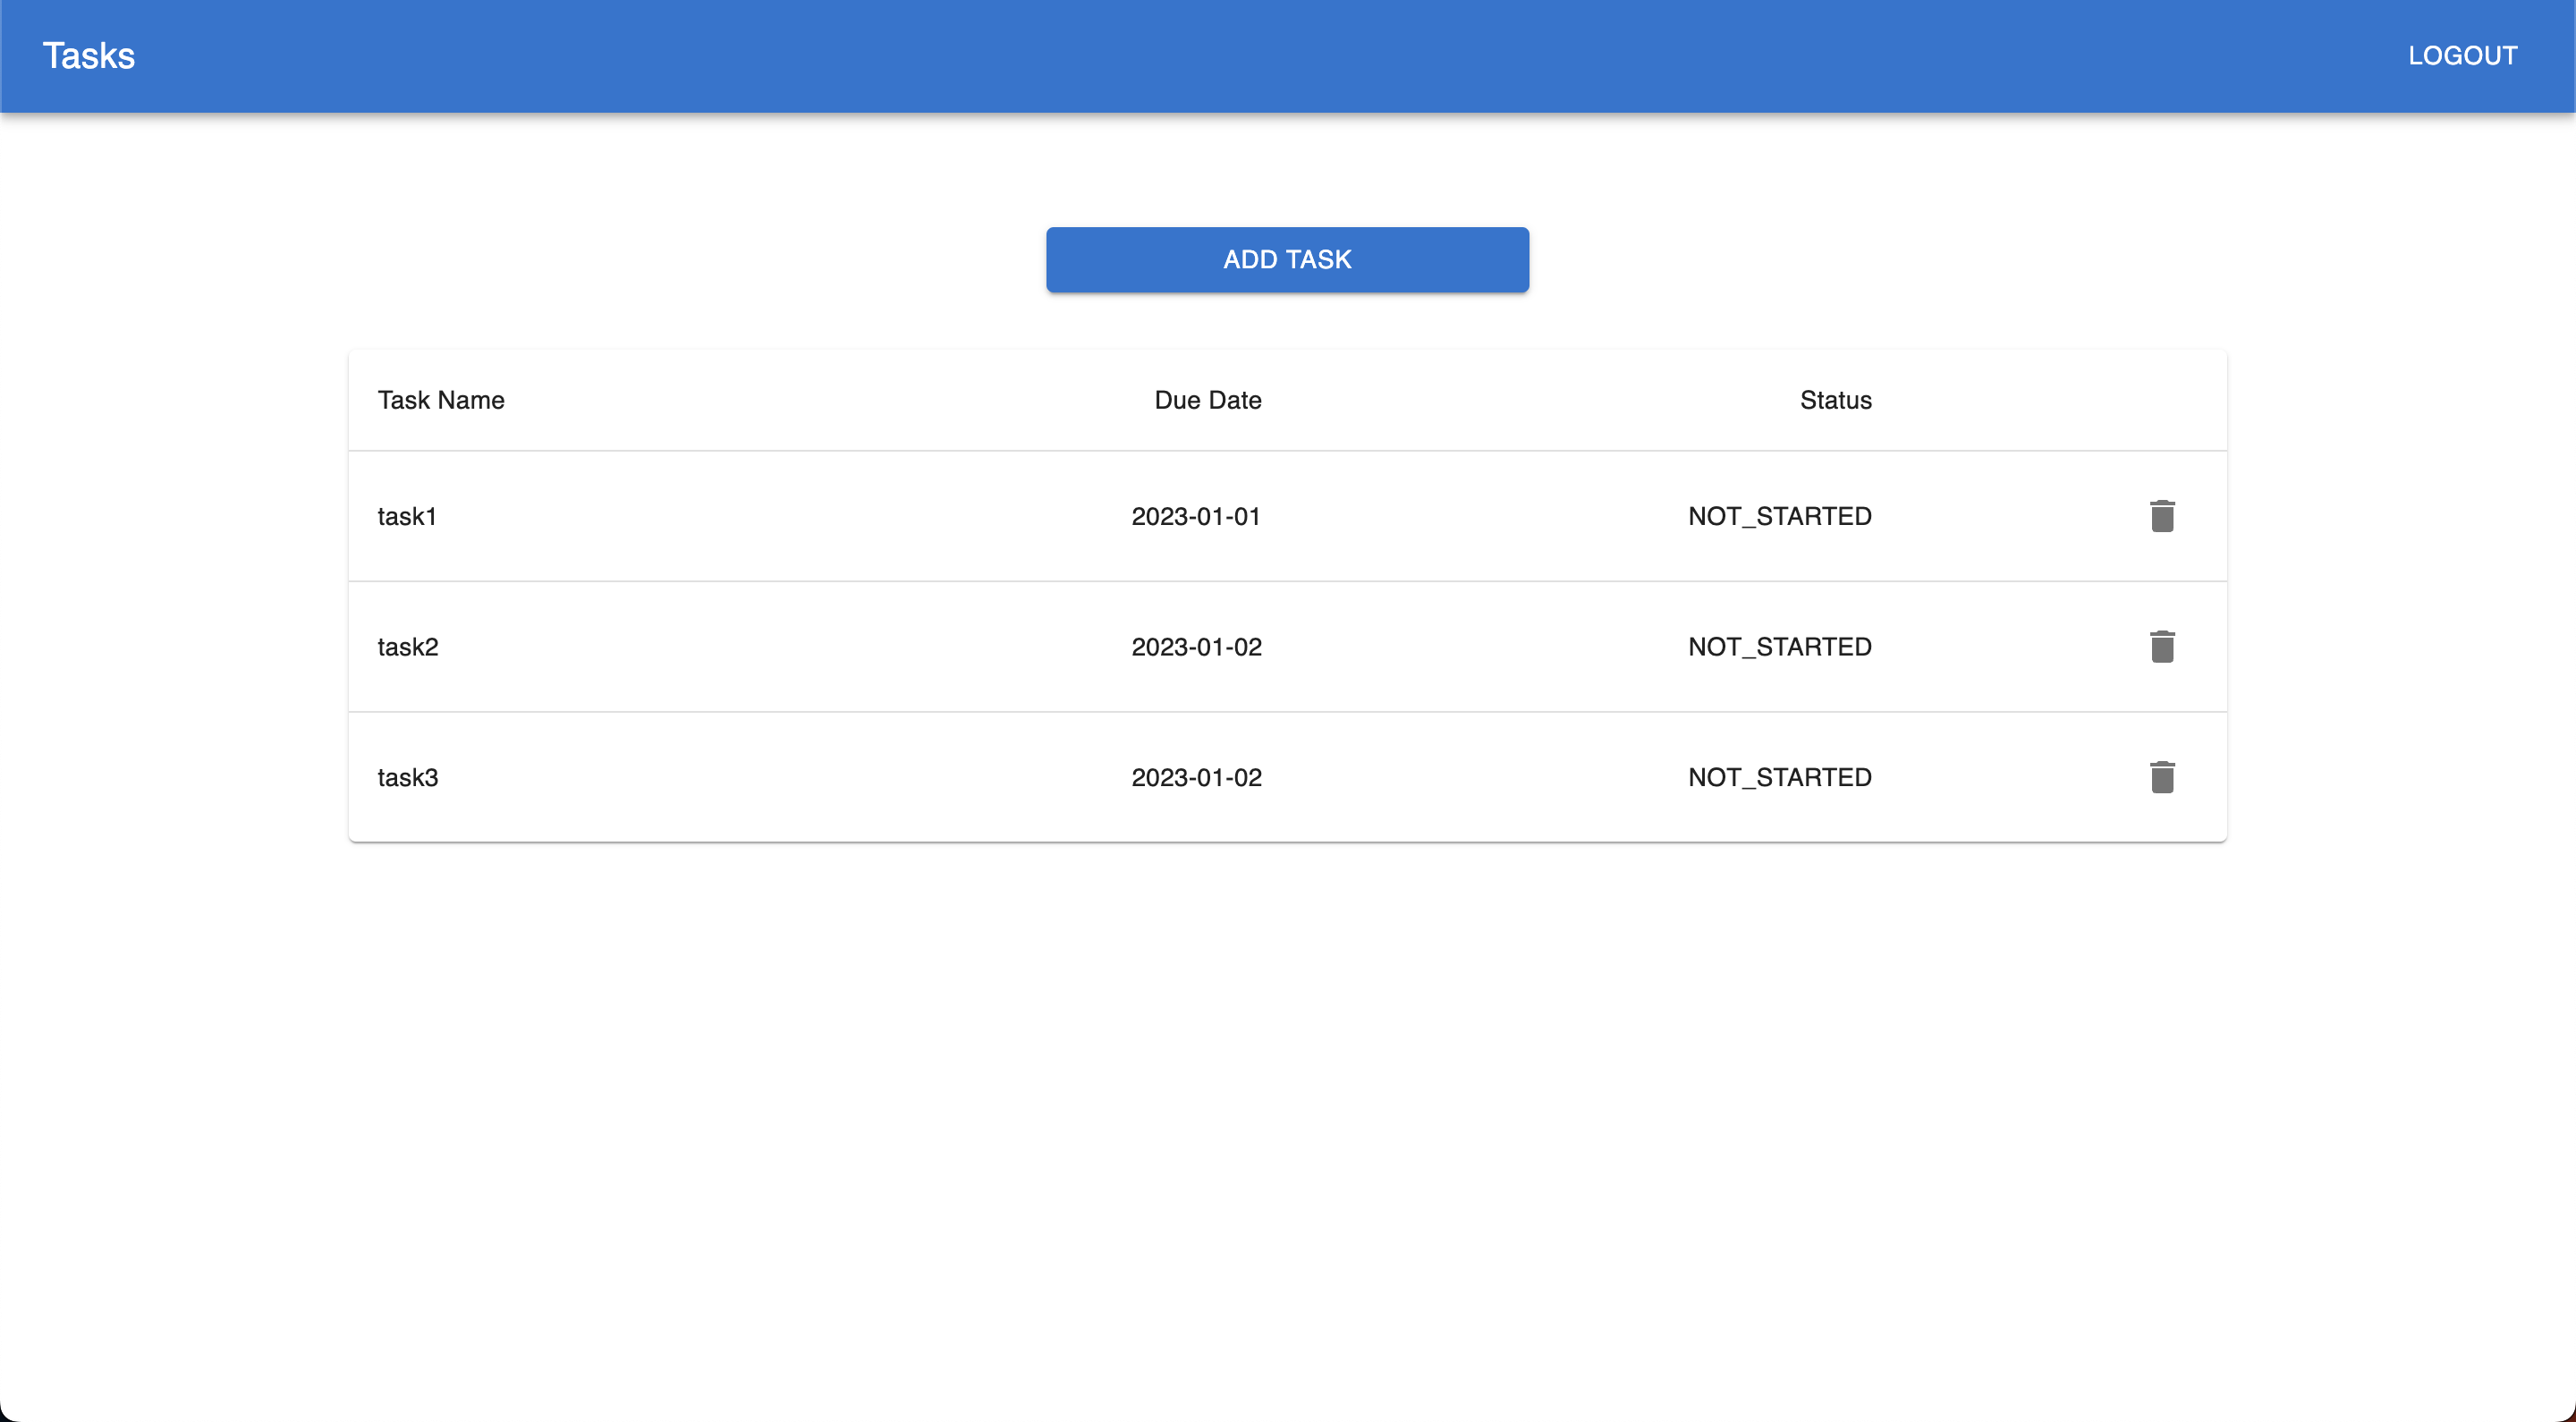 Tasks LOGOUT
ADD TASK
Task Name Due Date Status
task1 2023-01-01 NOT_STARTED
task2 2023-01-02 NOT_STARTED
task3 2023-01-02 NOT_STARTED